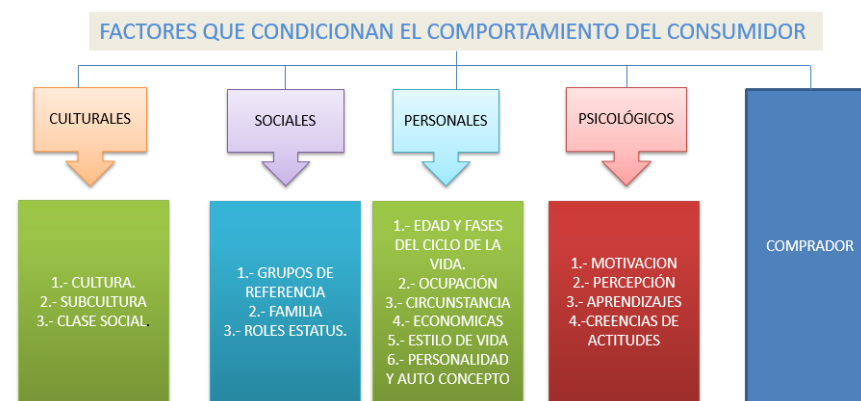 FACTORES QUE CONDICIONAN EL COMPORTAMIENTO DEL CONSUMIDOR
CULTURALES
SOCIALES
PERSONALES
PSICOLÓGICOS
COMPRADOR
1.- CULTURA.
2.- SUBCULTURA
3.- CLASE SOCIAL.
1.- GRUPOS DE
REFERENCIA
2.- FAMILIA
3.- ROLES ESTATUS.
1.- EDAD Y FASES
DEL CICLO DE LA
VIDA.
2.- OCUPACIÓN
3.- CIRCUNSTANCIA
4.- ECONOMICAS
5.- ESTILO DE VIDA
6.- PERSONALIDAD
Y AUTO CONCEPTO
1.- MOTIVACION
2.- PERCEPCIÓN
3.- APRENDIZAJES
4.-CREENCIAS DE
ACTITUDES